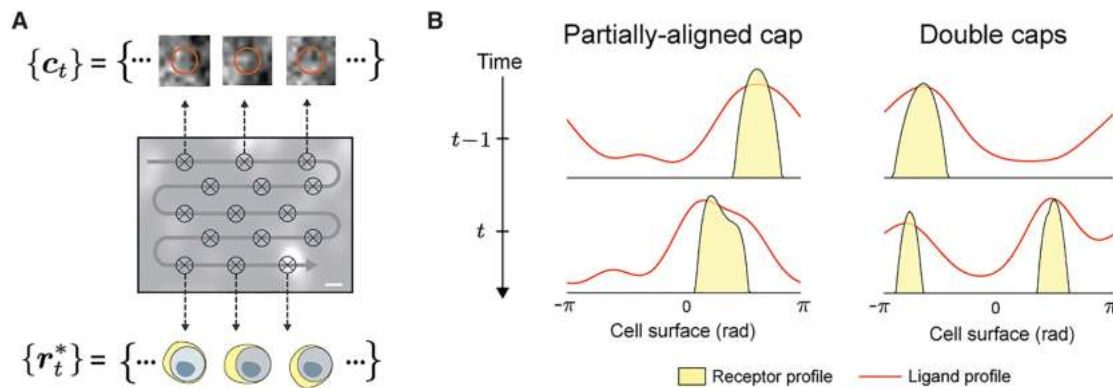 A
{c_t} = {··· ···}
{r_t^*} = {··· ···}
B
Partially-aligned cap Double caps
Time
t−1
t
-π 0 π -π 0 π
Cell surface (rad) Cell surface (rad)
Receptor profile Ligand profile